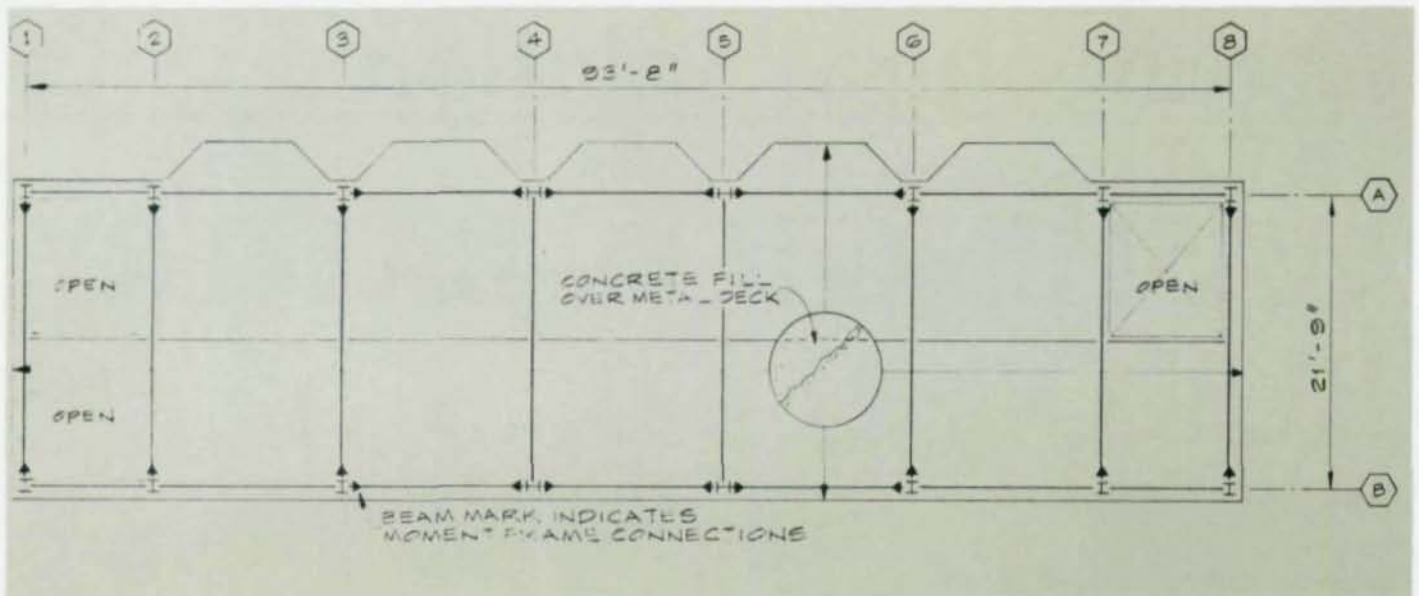 1 2 3 4 5 6 7 8
93'-8"
A
OPEN
CONCRETE FILL
OVER METAL DECK
OPEN
21'-9"
OPEN
B
BEAM MARK INDICATES
MOMENT FRAME CONNECTIONS